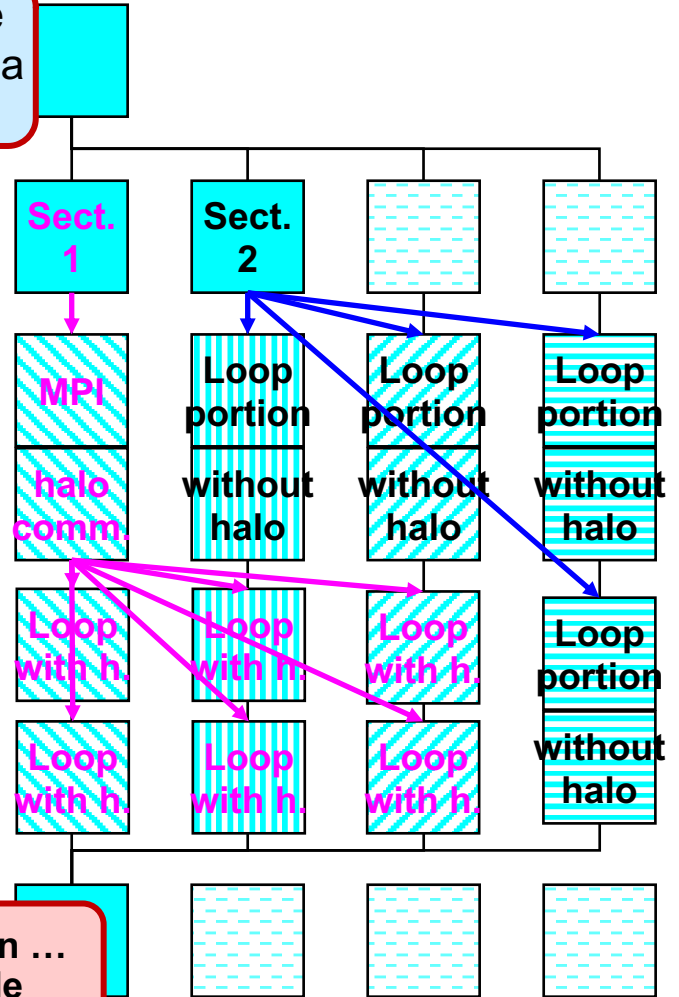 a
Sect.
1
Sect.
2
MPI
halo
comm.
Loop
portion
without
halo
Loop
portion
without
halo
Loop
portion
without
halo
Loop
with h.
Loop
with h.
Loop
with h.
Loop
portion
without
halo
Loop
with h.
Loop
with h.
Loop
with h.
n …
le